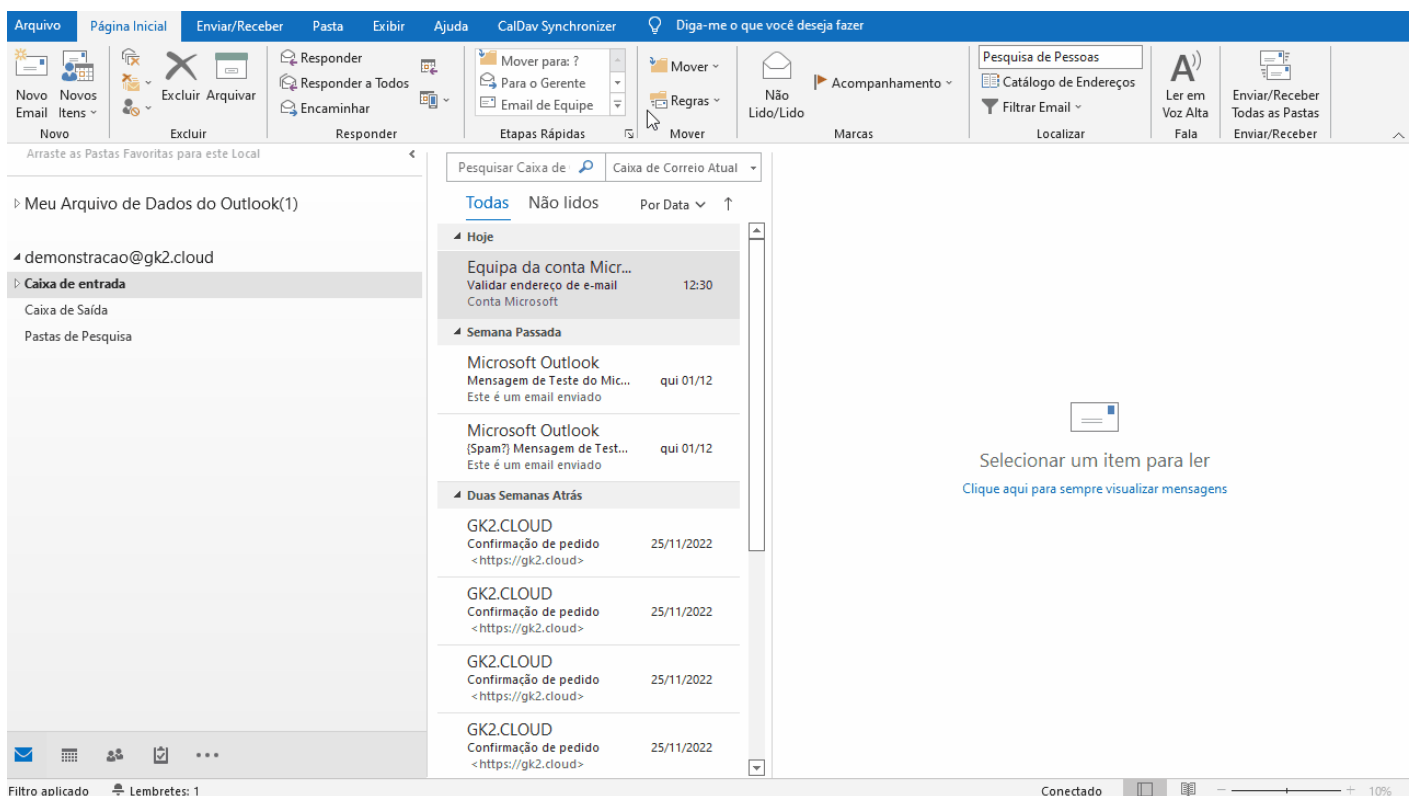 Arquivo Página Inicial Enviar/Receber Pasta Exibir Ajuda CalDav Synchronizer Diga-me o que você deseja fazer
Novo Email
Novos Itens
Excluir
Arquivar
Responder
Responder a Todos
Encaminhar
Mover para: ?
Para o Gerente
Email de Equipe
Mover
Regras
Não Lido/Lido
Acompanhamento
Pesquisa de Pessoas
Catálogo de Endereços
Filtrar Email
Ler em Voz Alta
Enviar/Receber Todas as Pastas
Novo Excluir Responder Etapas Rápidas Mover Marcas Localizar Fala Enviar/Receber
Arraste as Pastas Favoritas para este Local
Meu Arquivo de Dados do Outlook(1)
demonstracao@gk2.cloud
Caixa de entrada
Caixa de Saída
Pastas de Pesquisa
Pesquisar Caixa de Caixa de Correio Atual
Todas Não lidos Por Data
Hoje
Equipa da conta Micr...
Validar endereço de e-mail 12:30
Conta Microsoft
Semana Passada
Microsoft Outlook
Mensagem de Teste do Mic... qui 01/12
Este é um email enviado
Microsoft Outlook
{Spam?} Mensagem de Test... qui 01/12
Este é um email enviado
Duas Semanas Atrás
GK2.CLOUD
Confirmação de pedido 25/11/2022
<https://gk2.cloud>
GK2.CLOUD
Confirmação de pedido 25/11/2022
<https://gk2.cloud>
GK2.CLOUD
Confirmação de pedido 25/11/2022
<https://gk2.cloud>
GK2.CLOUD
Confirmação de pedido 25/11/2022
<https://gk2.cloud>
Selecionar um item para ler
Clique aqui para sempre visualizar mensagens
Filtro aplicado Lembretes: 1 Conectado 10%